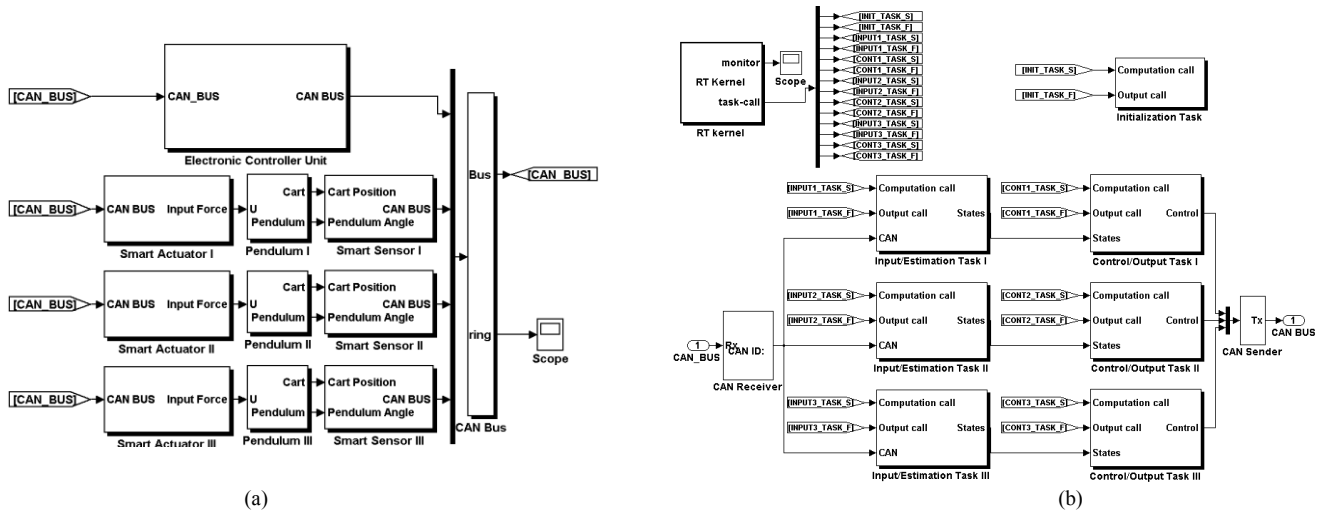 [CAN_BUS]
CAN_BUS
CAN BUS
Electronic Controller Unit
[CAN_BUS]
CAN BUS
Input Force
Smart Actuator I
U
Cart
Pendulum
Pendulum I
Cart Position
CAN BUS
Pendulum Angle
Smart Sensor I
[CAN_BUS]
CAN BUS
Input Force
Smart Actuator II
U
Cart
Pendulum
Pendulum II
Cart Position
CAN BUS
Pendulum Angle
Smart Sensor II
[CAN_BUS]
CAN BUS
Input Force
Smart Actuator III
U
Cart
Pendulum
Pendulum III
Cart Position
CAN BUS
Pendulum Angle
Smart Sensor III
Bus
ring
CAN Bus
[CAN_BUS]
Scope
(a)
monitor
RT Kernel
task-call
RT kernel
Scope
[INIT_TASK_S]
[INIT_TASK_F]
[INPUT1_TASK_S]
[INPUT1_TASK_F]
[CONT1_TASK_S]
[CONT1_TASK_F]
[INPUT2_TASK_S]
[INPUT2_TASK_F]
[CONT2_TASK_S]
[CONT2_TASK_F]
[INPUT3_TASK_S]
[INPUT3_TASK_F]
[CONT3_TASK_S]
[CONT3_TASK_F]
[INIT_TASK_S]
[INIT_TASK_F]
Computation call
Output call
Initialization Task
[INPUT1_TASK_S]
[INPUT1_TASK_F]
Computation call
Output call
States
CAN
Input/Estimation Task I
[CONT1_TASK_S]
[CONT1_TASK_F]
Computation call
Output call
Control
States
Control/Output Task I
[INPUT2_TASK_S]
[INPUT2_TASK_F]
Computation call
Output call
States
CAN
Input/Estimation Task II
[CONT2_TASK_S]
[CONT2_TASK_F]
Computation call
Output call
Control
States
Control/Output Task II
1
CAN_BUS
Rx
CAN ID:
CAN Receiver
Tx
CAN Sender
1
CAN BUS
[INPUT3_TASK_S]
[INPUT3_TASK_F]
Computation call
Output call
States
CAN
Input/Estimation Task III
[CONT3_TASK_S]
[CONT3_TASK_F]
Computation call
Output call
Control
States
Control/Output Task III
(b)